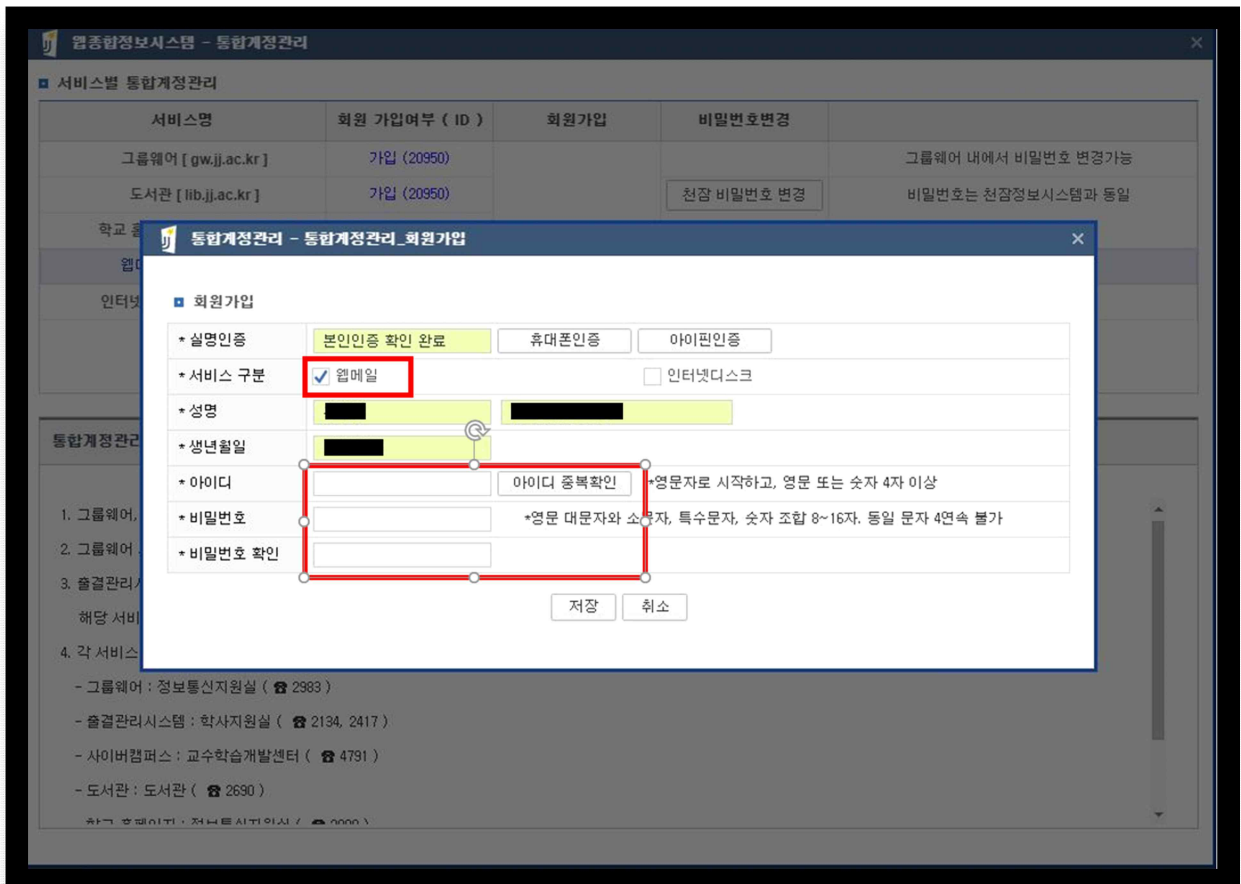 웹종합정보시스템 - 통합계정관리
서비스별 통합계정관리
서비스명 회원 가입여부 ( ID ) 회원가입 비밀번호변경
그룹웨어 [ gw.jj.ac.kr ] 가입 (20950) 그룹웨어 내에서 비밀번호 변경가능
도서관 [ lib.jj.ac.kr ] 가입 (20950) 천잠 비밀번호 변경 비밀번호는 천잠정보시스템과 동일
학교
인터넷
통합계정관리 - 통합계정관리_회원가입
회원가입
* 실명인증 본인인증 확인 완료 휴대폰인증 아이핀인증
* 서비스 구분 웹메일 인터넷디스크
* 성명
* 생년월일
* 아이디 아이디 중복확인 *영문자로 시작하고, 영문 또는 숫자 4자 이상
* 비밀번호 *영문 대문자와 소문자, 특수문자, 숫자 조합 8~16자. 동일 문자 4연속 불가
* 비밀번호 확인
저장 취소
통합계정관리
1. 그룹웨어,
2. 그룹웨어
3. 출결관리
해당 서비
4. 각 서비스
- 그룹웨어 : 정보통신지원실 ( ☎ 2983 )
- 출결관리시스템 : 학사지원실 ( ☎ 2134, 2417 )
- 사이버캠퍼스 : 교수학습개발센터 ( ☎ 4791 )
- 도서관 : 도서관 ( ☎ 2690 )